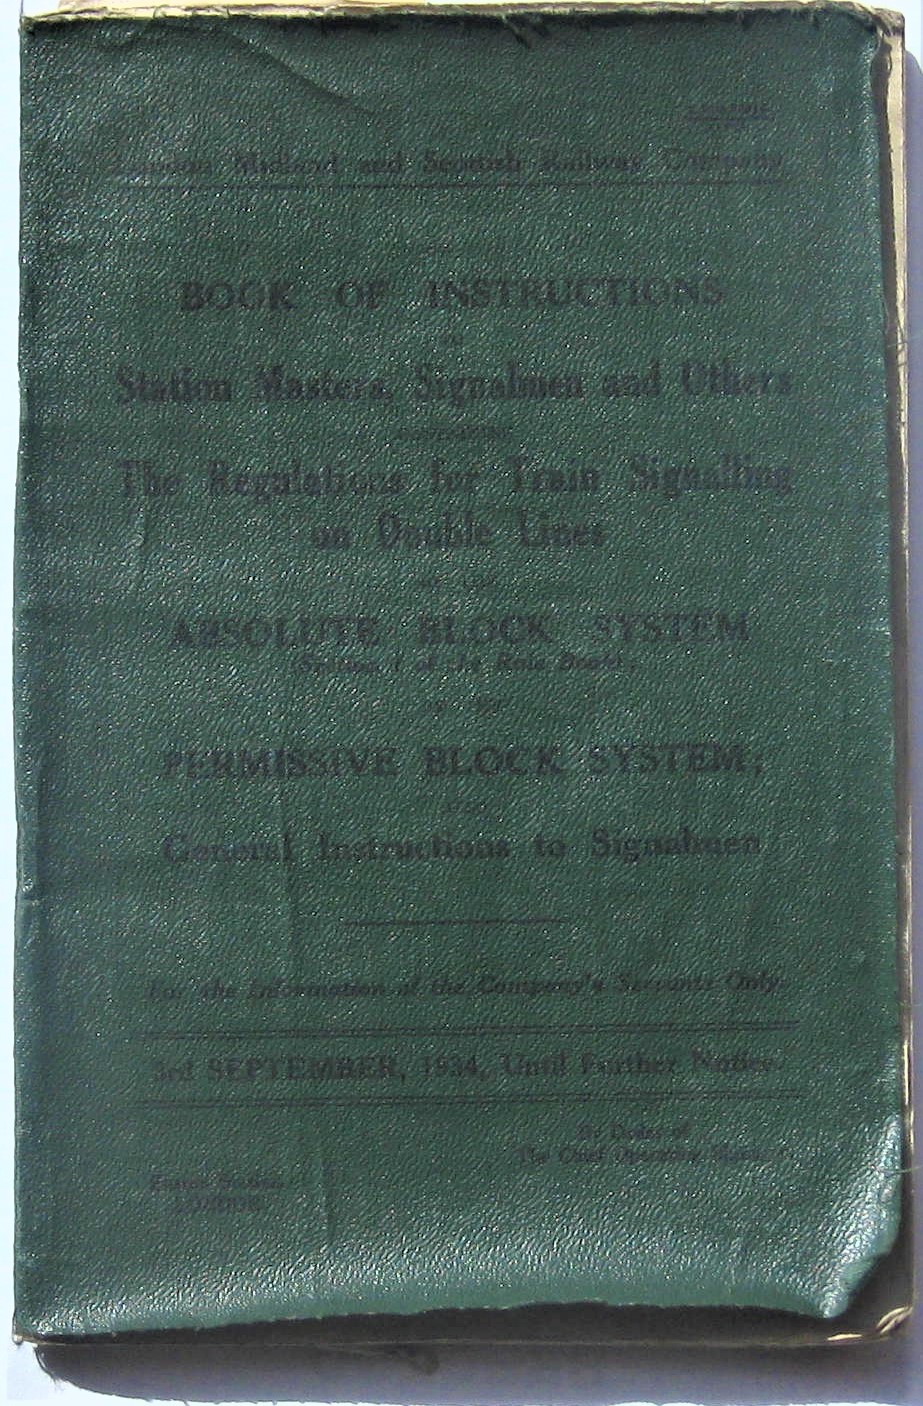 London Midland and Scottish Railway Company
BOOK OF INSTRUCTIONS
Station Masters, Signalmen and Others
The Regulations for Train Signalling
on Double Lines
ABSOLUTE BLOCK SYSTEM
PERMISSIVE BLOCK SYSTEM;
General Instructions to Signalmen
For the Information of the Company's Servants Only.
3rd SEPTEMBER, 1934, Until Further Notice.
By Order of
The Chief Operating
Euston Station
LONDON